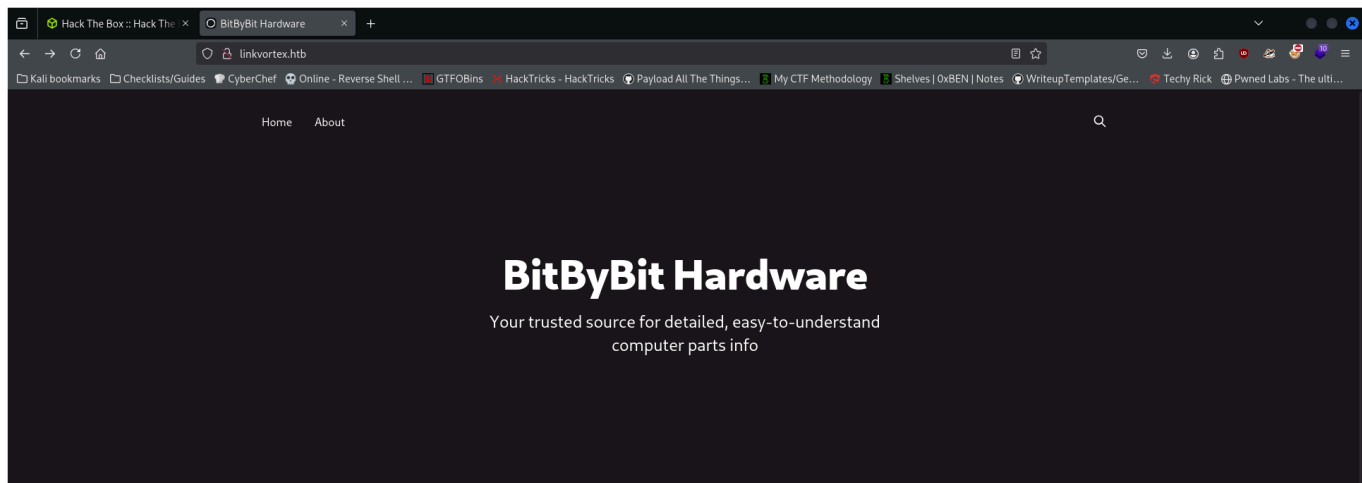 Hack The Box :: Hack The
BitByBit Hardware
linkvortex.htb
Kali bookmarks Checklists/Guides CyberChef Online - Reverse Shell ... GTFOBins HackTricks - HackTricks Payload All The Things... My CTF Methodology Shelves | 0xBEN | Notes WriteupTemplates/Ge... Techy Rick Pwned Labs - The ulti...
Home About
BitByBit Hardware
Your trusted source for detailed, easy-to-understand
computer parts info